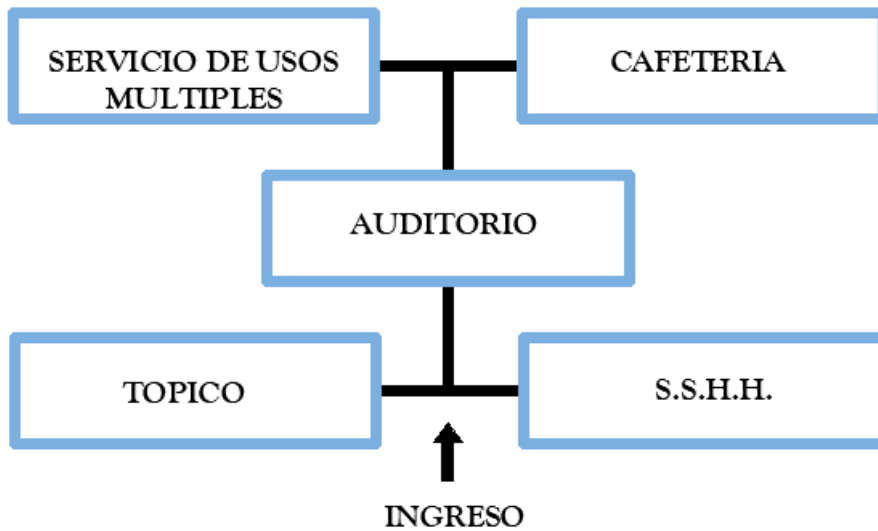 SERVICIO DE USOS
MULTIPLES
CAFETERIA
AUDITORIO
TOPICO
S.S.H.H.
INGRESO